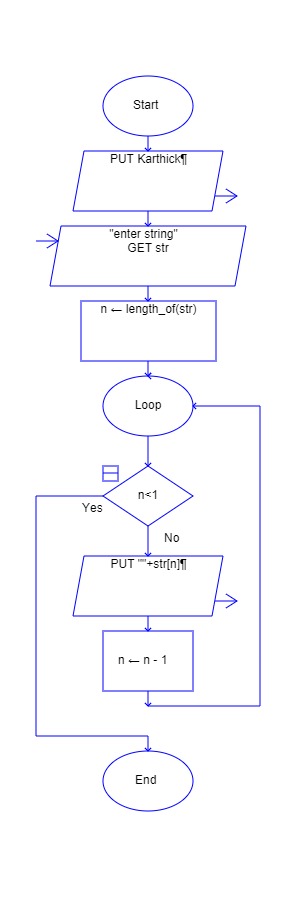 Start
PUT Karthick¶
"enter string"
GET str
n ← length_of(str)
Loop
n<1
Yes
No
PUT ""+str[n]¶
n ← n - 1
End